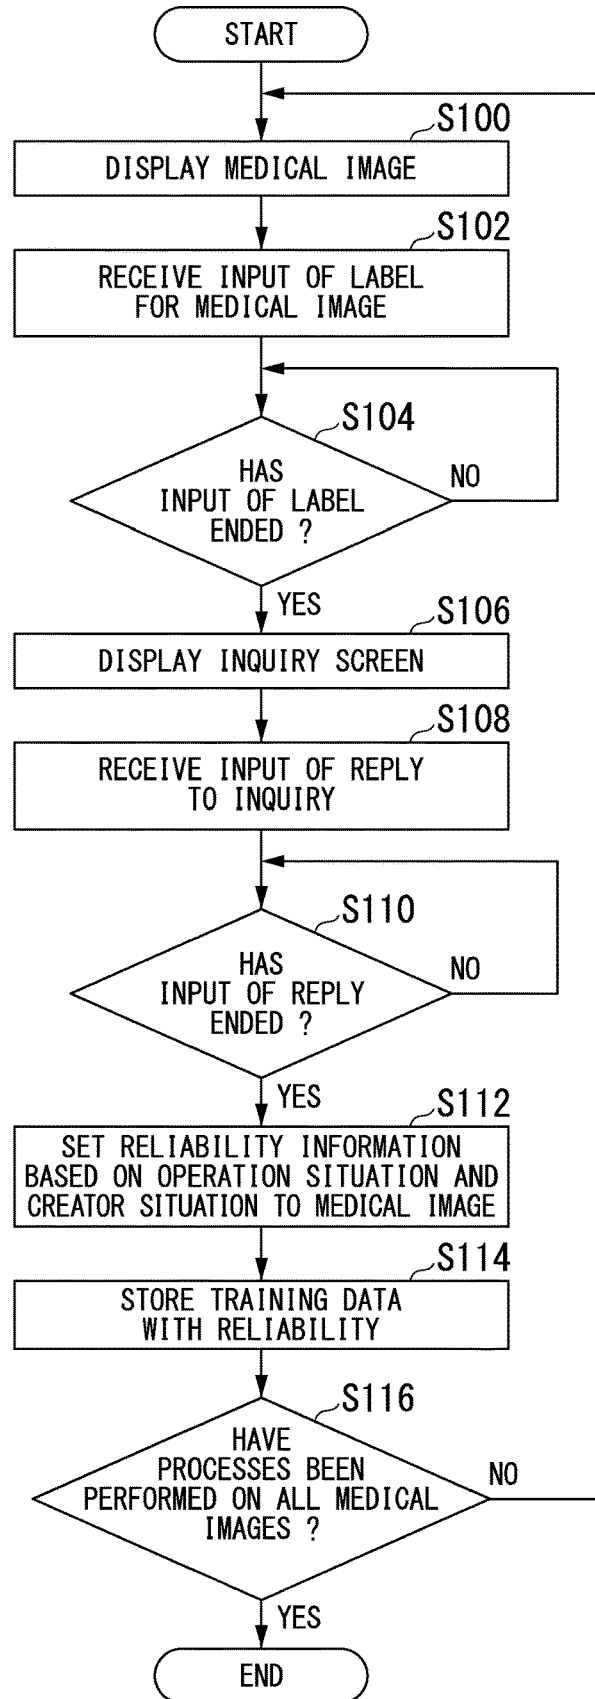 START
S100
DISPLAY MEDICAL IMAGE
S102
RECEIVE INPUT OF LABEL
FOR MEDICAL IMAGE
S104
HAS
INPUT OF LABEL
ENDED ?
NO
YES
S106
DISPLAY INQUIRY SCREEN
S108
RECEIVE INPUT OF REPLY
TO INQUIRY
S110
HAS
INPUT OF REPLY
ENDED ?
NO
YES
S112
SET RELIABILITY INFORMATION
BASED ON OPERATION SITUATION AND
CREATOR SITUATION TO MEDICAL IMAGE
S114
STORE TRAINING DATA
WITH RELIABILITY
S116
HAVE
PROCESSES BEEN
PERFORMED ON ALL MEDICAL
IMAGES ?
NO
YES
END